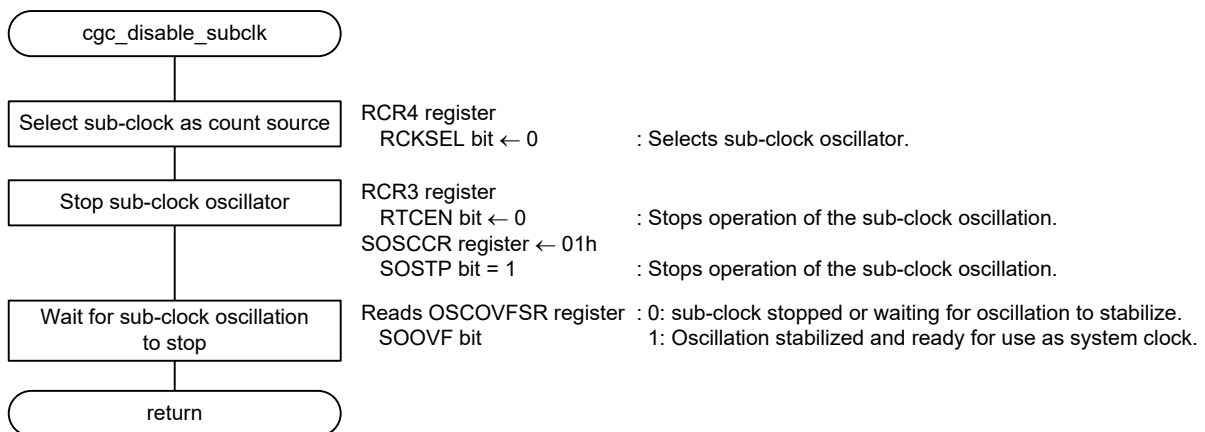 cgc_disable_subclk
Select sub-clock as count source
RCR4 register
RCKSEL bit ← 0 : Selects sub-clock oscillator.
Stop sub-clock oscillator
RCR3 register
RTCEN bit ← 0 : Stops operation of the sub-clock oscillation.
SOSCCR register ← 01h
SOSTP bit = 1 : Stops operation of the sub-clock oscillation.
Wait for sub-clock oscillation
to stop
Reads OSCOVFSR register : 0: sub-clock stopped or waiting for oscillation to stabilize.
SOOVF bit 1: Oscillation stabilized and ready for use as system clock.
return